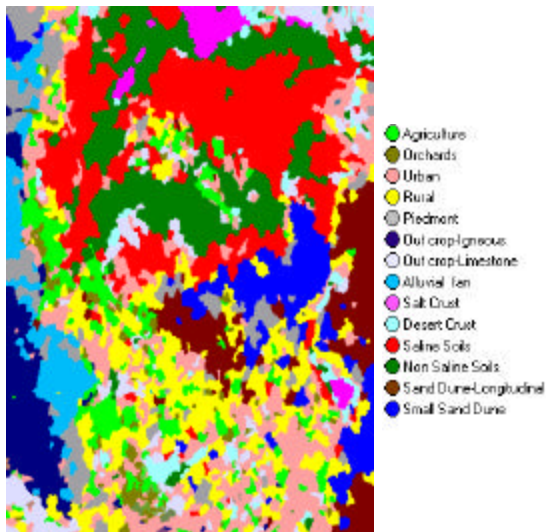 Agriculture
Orchards
Urban
Rural
Piedmont
Out crop-Igneous
Out crop-Limestone
Alluvial Fan
Salt Crust
Desert Crust
Saline Soils
Non Saline Soils
Sand Dune-Longitudinal
Small Sand Dune